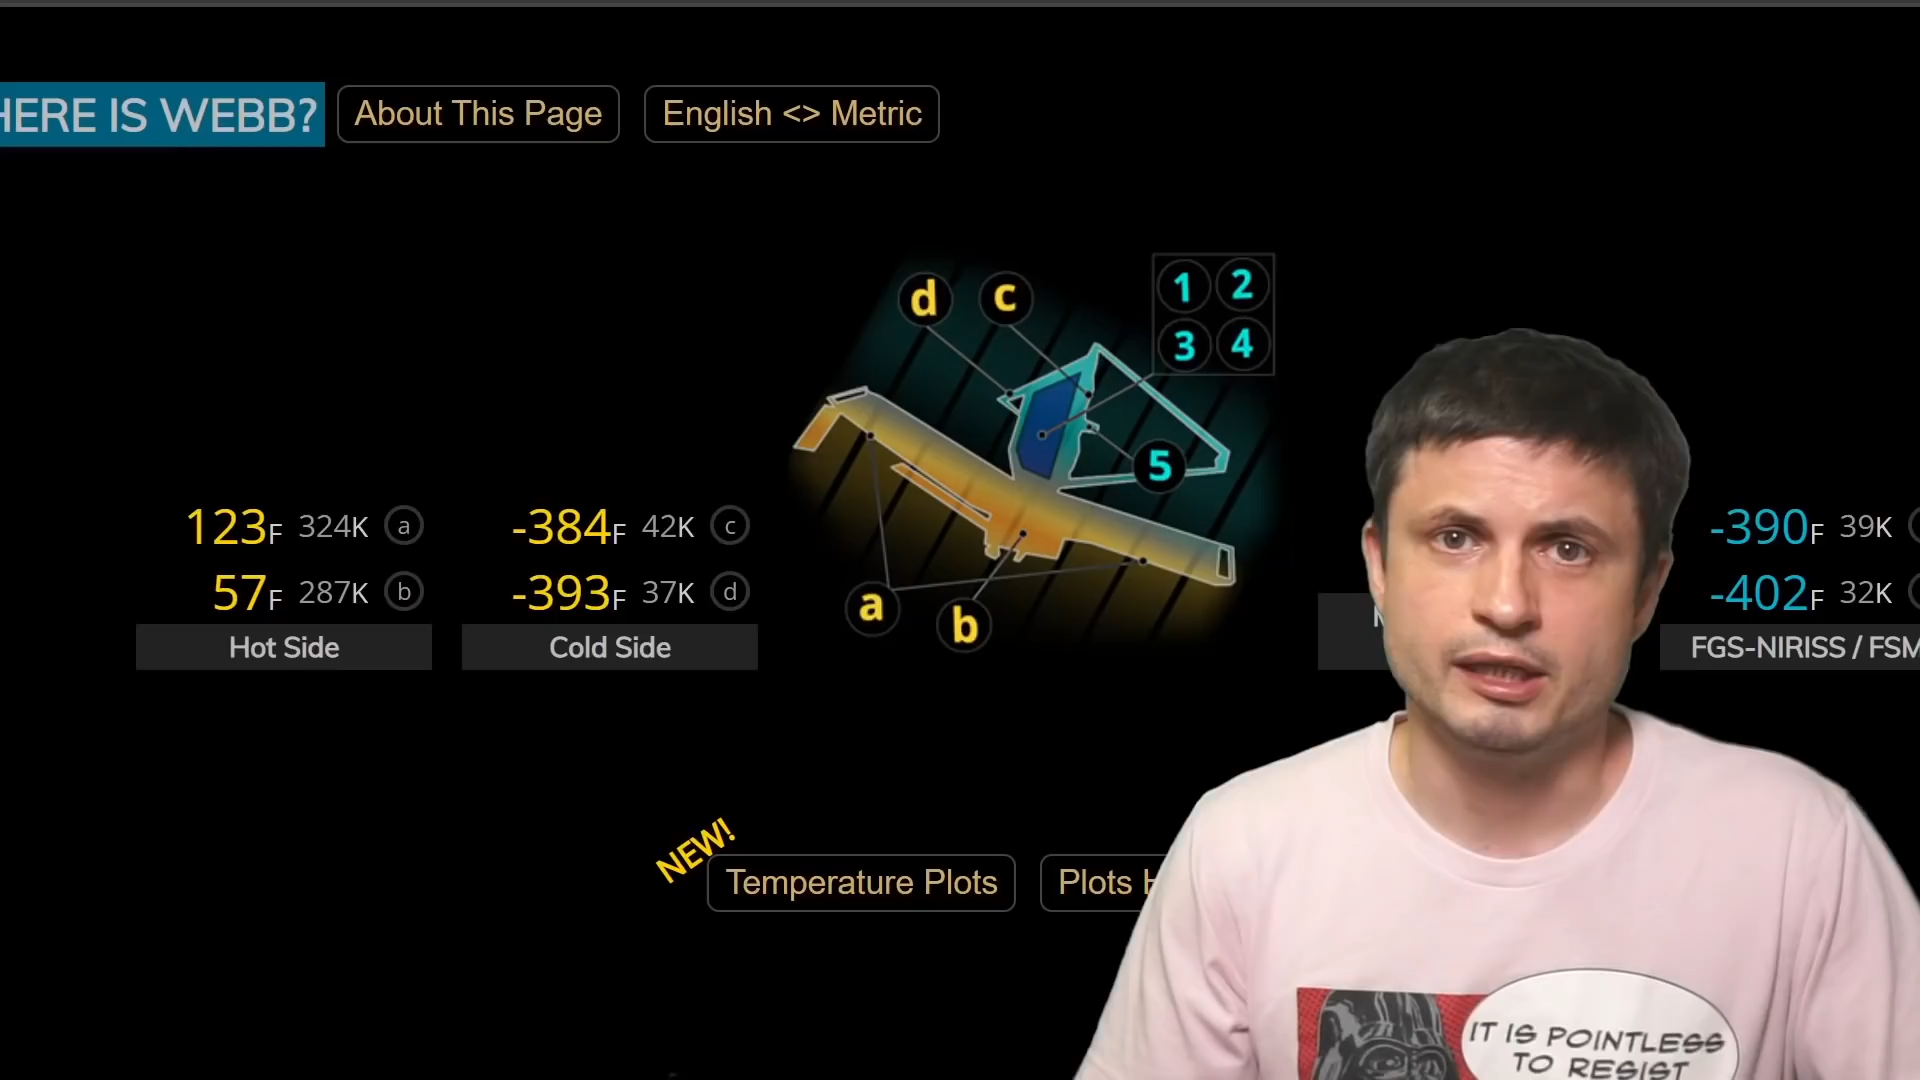 HERE IS WEBB?
About This Page
English <> Metric
d
c
1
2
3
4
5
123F 324K a
-384F 42K c
-390F 39K
57F 287K b
-393F 37K d
-402F 32K
a
b
Hot Side
Cold Side
FGS-NIRISS / FSM
NEW!
Temperature Plots
Plots
IT IS POINTLESS
TO RESIST